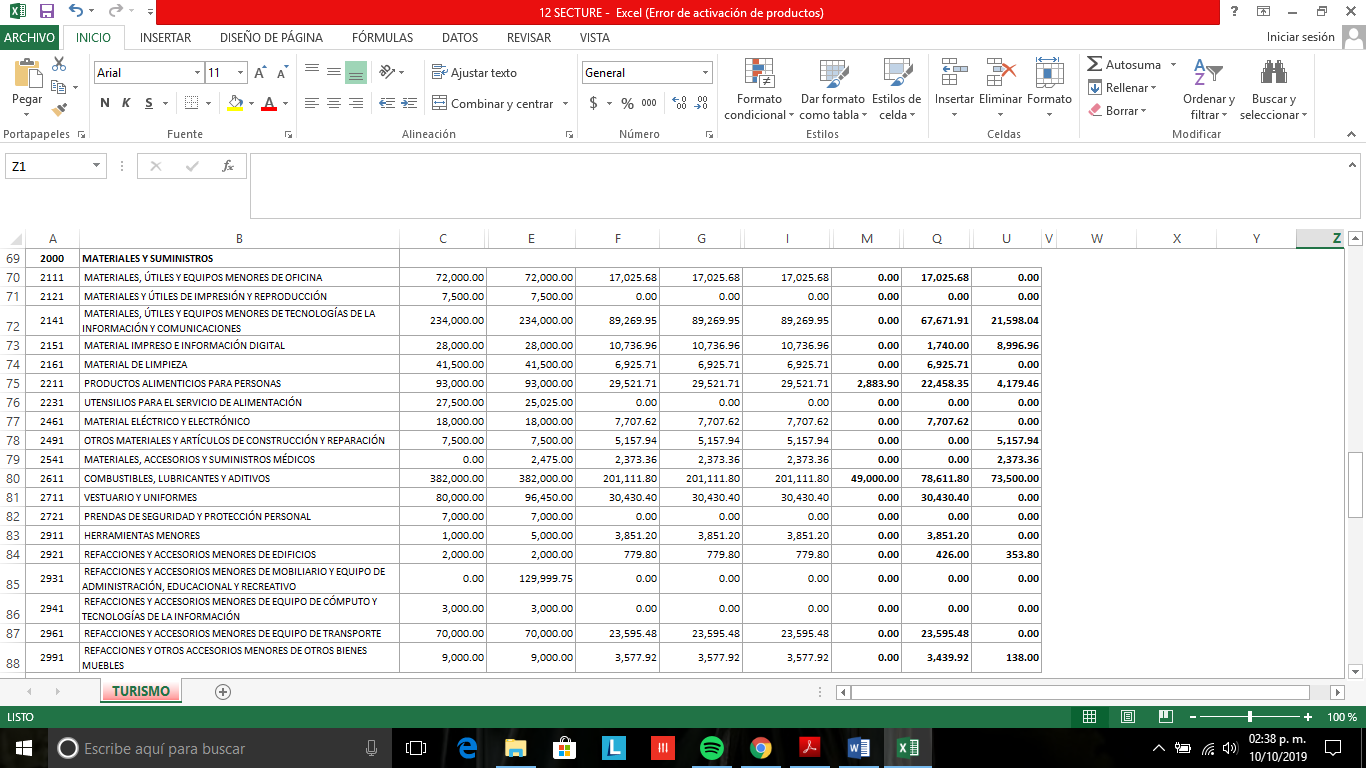 12 SECTURE - Excel (Error de activación de productos)
ARCHIVO INICIO INSERTAR DISEÑO DE PÁGINA FÓRMULAS DATOS REVISAR VISTA Iniciar sesión
Pegar
Portapapeles
Arial 11
N K S
Fuente
Ajustar texto
Combinar y centrar
Alineación
General
$ % 000
Número
Formato condicional
Dar formato como tabla
Estilos de celda
Estilos
Insertar Eliminar Formato
Celdas
Autosuma
Rellenar
Borrar
Ordenar y filtrar
Buscar y seleccionar
Modificar
Z1 fx
A B C E F G I M Q U V W X Y Z
69 2000 MATERIALES Y SUMINISTROS
70 2111 MATERIALES, ÚTILES Y EQUIPOS MENORES DE OFICINA 72,000.00 72,000.00 17,025.68 17,025.68 17,025.68 0.00 17,025.68 0.00
71 2121 MATERIALES Y ÚTILES DE IMPRESIÓN Y REPRODUCCIÓN 7,500.00 7,500.00 0.00 0.00 0.00 0.00 0.00 0.00
72 2141 MATERIALES, ÚTILES Y EQUIPOS MENORES DE TECNOLOGÍAS DE LA INFORMACIÓN Y COMUNICACIONES 234,000.00 234,000.00 89,269.95 89,269.95 89,269.95 0.00 67,671.91 21,598.04
73 2151 MATERIAL IMPRESO E INFORMACIÓN DIGITAL 28,000.00 28,000.00 10,736.96 10,736.96 10,736.96 0.00 1,740.00 8,996.96
74 2161 MATERIAL DE LIMPIEZA 41,500.00 41,500.00 6,925.71 6,925.71 6,925.71 0.00 6,925.71 0.00
75 2211 PRODUCTOS ALIMENTICIOS PARA PERSONAS 93,000.00 93,000.00 29,521.71 29,521.71 29,521.71 2,883.90 22,458.35 4,179.46
76 2231 UTENSILIOS PARA EL SERVICIO DE ALIMENTACIÓN 27,500.00 25,025.00 0.00 0.00 0.00 0.00 0.00 0.00
77 2461 MATERIAL ELÉCTRICO Y ELECTRÓNICO 18,000.00 18,000.00 7,707.62 7,707.62 7,707.62 0.00 7,707.62 0.00
78 2491 OTROS MATERIALES Y ARTÍCULOS DE CONSTRUCCIÓN Y REPARACIÓN 7,500.00 7,500.00 5,157.94 5,157.94 5,157.94 0.00 0.00 5,157.94
79 2541 MATERIALES, ACCESORIOS Y SUMINISTROS MÉDICOS 0.00 2,475.00 2,373.36 2,373.36 2,373.36 0.00 0.00 2,373.36
80 2611 COMBUSTIBLES, LUBRICANTES Y ADITIVOS 382,000.00 382,000.00 201,111.80 201,111.80 201,111.80 49,000.00 78,611.80 73,500.00
81 2711 VESTUARIO Y UNIFORMES 80,000.00 96,450.00 30,430.40 30,430.40 30,430.40 0.00 30,430.40 0.00
82 2721 PRENDAS DE SEGURIDAD Y PROTECCIÓN PERSONAL 7,000.00 7,000.00 0.00 0.00 0.00 0.00 0.00 0.00
83 2911 HERRAMIENTAS MENORES 1,000.00 5,000.00 3,851.20 3,851.20 3,851.20 0.00 3,851.20 0.00
84 2921 REFACCIONES Y ACCESORIOS MENORES DE EDIFICIOS 2,000.00 2,000.00 779.80 779.80 779.80 0.00 426.00 353.80
85 2931 REFACCIONES Y ACCESORIOS MENORES DE MOBILIARIO Y EQUIPO DE ADMINISTRACIÓN, EDUCACIONAL Y RECREATIVO 0.00 129,999.75 0.00 0.00 0.00 0.00 0.00 0.00
86 2941 REFACCIONES Y ACCESORIOS MENORES DE EQUIPO DE CÓMPUTO Y TECNOLOGÍAS DE LA INFORMACIÓN 3,000.00 3,000.00 0.00 0.00 0.00 0.00 0.00 0.00
87 2961 REFACCIONES Y ACCESORIOS MENORES DE EQUIPO DE TRANSPORTE 70,000.00 70,000.00 23,595.48 23,595.48 23,595.48 0.00 23,595.48 0.00
88 2991 REFACCIONES Y OTROS ACCESORIOS MENORES DE OTROS BIENES MUEBLES 9,000.00 9,000.00 3,577.92 3,577.92 3,577.92 0.00 3,439.92 138.00
TURISMO
LISTO 100 %
Escribe aquí para buscar
02:38 p. m.
10/10/2019